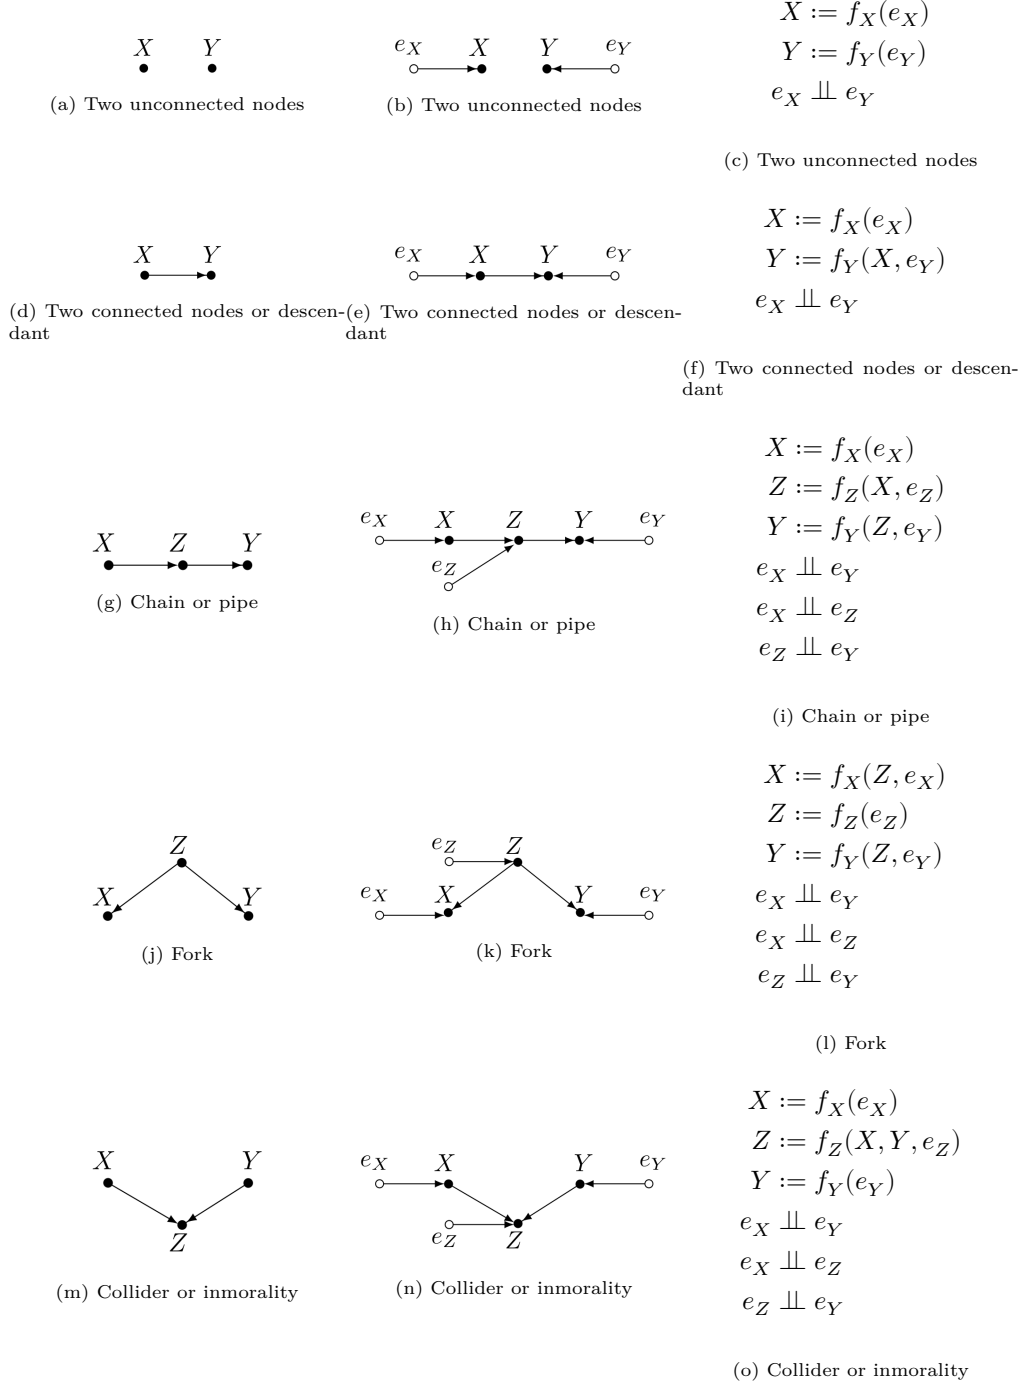 X Y
(a) Two unconnected nodes
e_X X Y e_Y
(b) Two unconnected nodes
X := f_X(e_X)
Y := f_Y(e_Y)
e_X ⫫ e_Y
(c) Two unconnected nodes
X Y
(d) Two connected nodes or descen-
dant
e_X X Y e_Y
(e) Two connected nodes or descen-
dant
X := f_X(e_X)
Y := f_Y(X, e_Y)
e_X ⫫ e_Y
(f) Two connected nodes or descen-
dant
X Z Y
(g) Chain or pipe
e_X X Z Y e_Y
e_Z
(h) Chain or pipe
X := f_X(e_X)
Z := f_Z(X, e_Z)
Y := f_Y(Z, e_Y)
e_X ⫫ e_Y
e_X ⫫ e_Z
e_Z ⫫ e_Y
(i) Chain or pipe
Z
X Y
(j) Fork
e_Z Z
e_X X Y e_Y
(k) Fork
X := f_X(Z, e_X)
Z := f_Z(e_Z)
Y := f_Y(Z, e_Y)
e_X ⫫ e_Y
e_X ⫫ e_Z
e_Z ⫫ e_Y
(l) Fork
X Y
Z
(m) Collider or inmorality
e_X X Y e_Y
e_Z Z
(n) Collider or inmorality
X := f_X(e_X)
Z := f_Z(X, Y, e_Z)
Y := f_Y(e_Y)
e_X ⫫ e_Y
e_X ⫫ e_Z
e_Z ⫫ e_Y
(o) Collider or inmorality